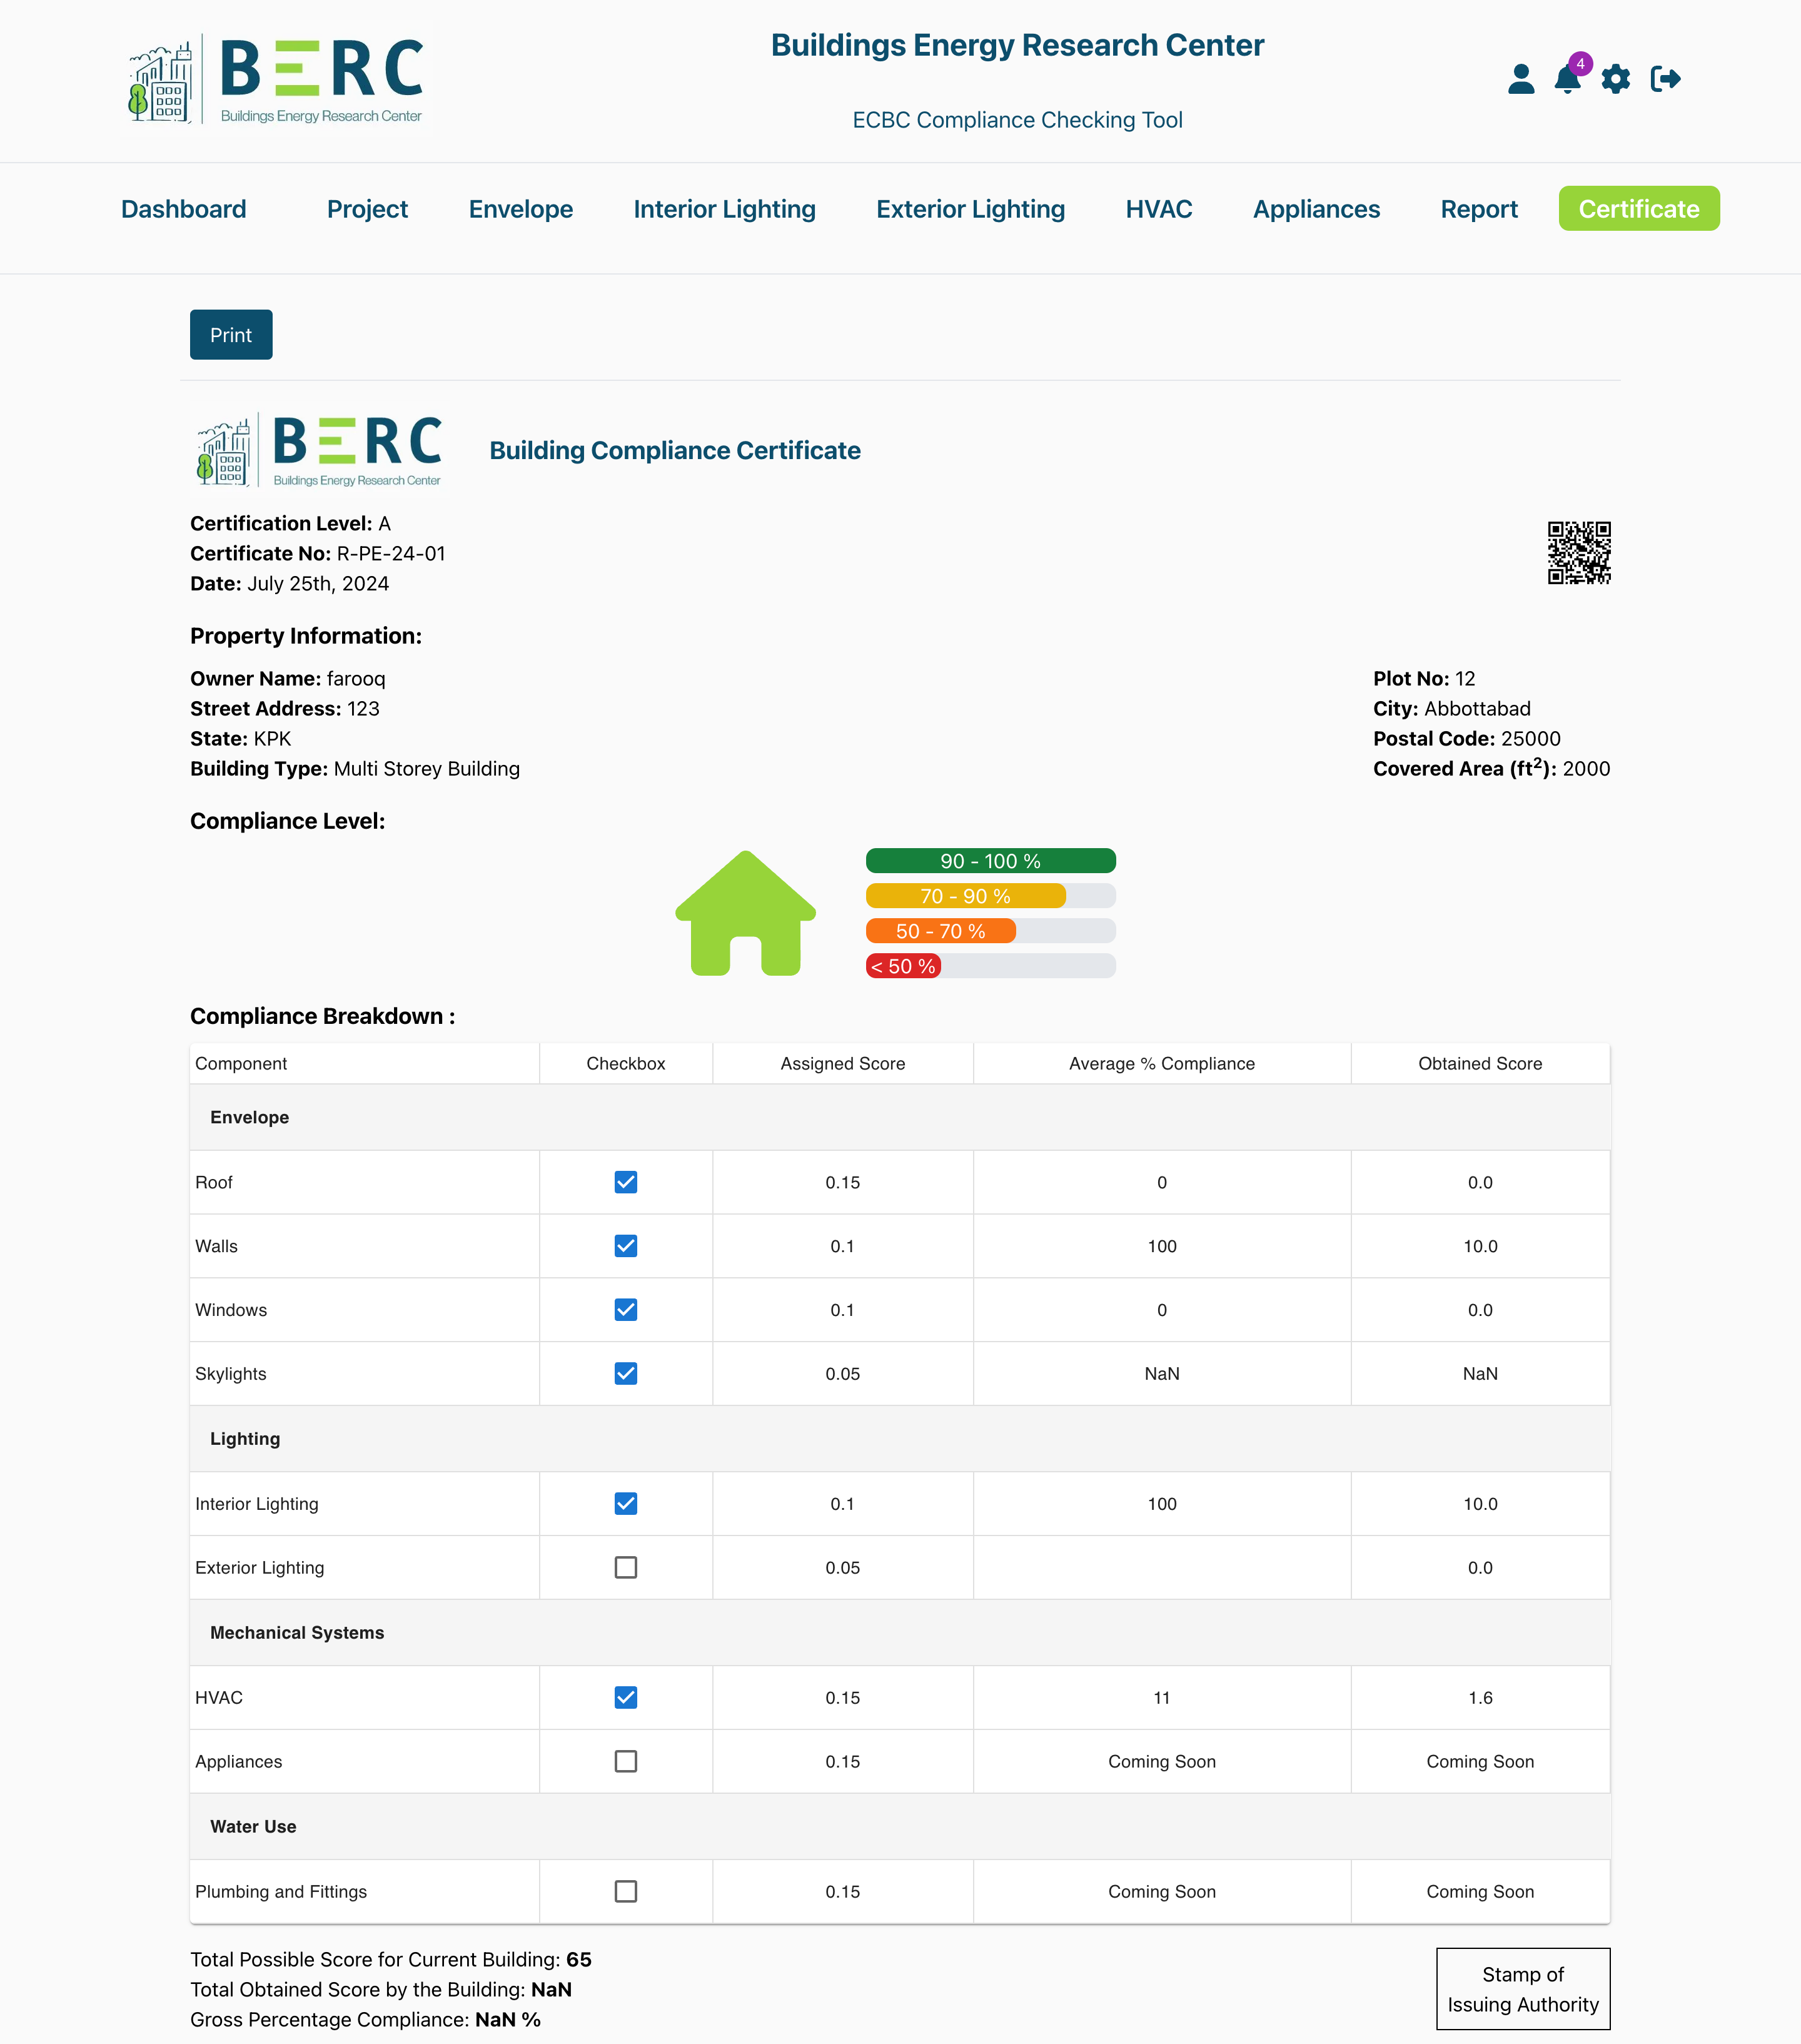 BERC
Buildings Energy Research Center
Buildings Energy Research Center
ECBC Compliance Checking Tool
4
Dashboard Project Envelope Interior Lighting Exterior Lighting HVAC Appliances Report Certificate
Print
BERC
Buildings Energy Research Center
Building Compliance Certificate
Certification Level: A
Certificate No: R-PE-24-01
Date: July 25th, 2024
Property Information:
Owner Name: farooq
Street Address: 123
State: KPK
Building Type: Multi Storey Building
Plot No: 12
City: Abbottabad
Postal Code: 25000
Covered Area (ft²): 2000
Compliance Level:
90 - 100 %
70 - 90 %
50 - 70 %
< 50 %
Compliance Breakdown :
Component Checkbox Assigned Score Average % Compliance Obtained Score
Envelope
Roof 0.15 0 0.0
Walls 0.1 100 10.0
Windows 0.1 0 0.0
Skylights 0.05 NaN NaN
Lighting
Interior Lighting 0.1 100 10.0
Exterior Lighting 0.05 0.0
Mechanical Systems
HVAC 0.15 11 1.6
Appliances 0.15 Coming Soon Coming Soon
Water Use
Plumbing and Fittings 0.15 Coming Soon Coming Soon
Total Possible Score for Current Building: 65
Total Obtained Score by the Building: NaN
Gross Percentage Compliance: NaN %
Stamp of
Issuing Authority